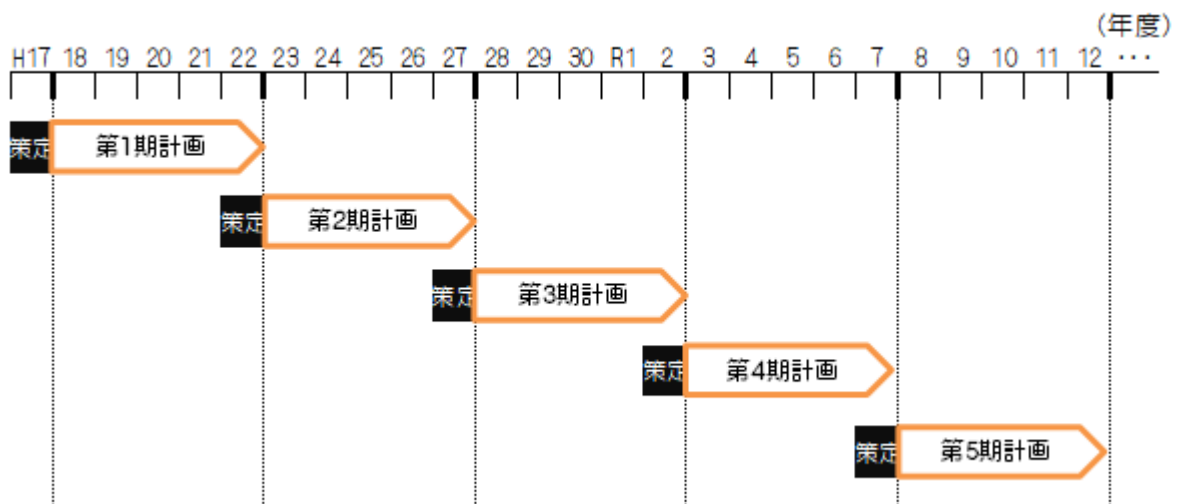 (年度)
H17 18 19 20 21 22 23 24 25 26 27 28 29 30 R1 2 3 4 5 6 7 8 9 10 11 12 ･･･
策定 第1期計画
策定 第2期計画
策定 第3期計画
策定 第4期計画
策定 第5期計画